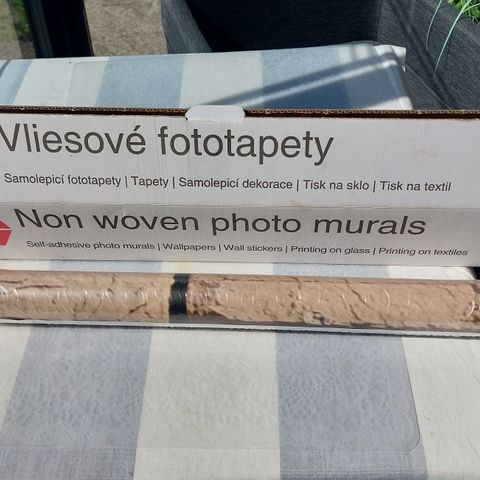 Vliesové fototapety
Samolepicí fototapety | Tapety | Samolepicí dekorace | Tisk na sklo | Tisk na textil
Non woven photo murals
Self-adhesive photo murals | Wallpapers | Wall stickers | Printing on glass | Printing on textiles